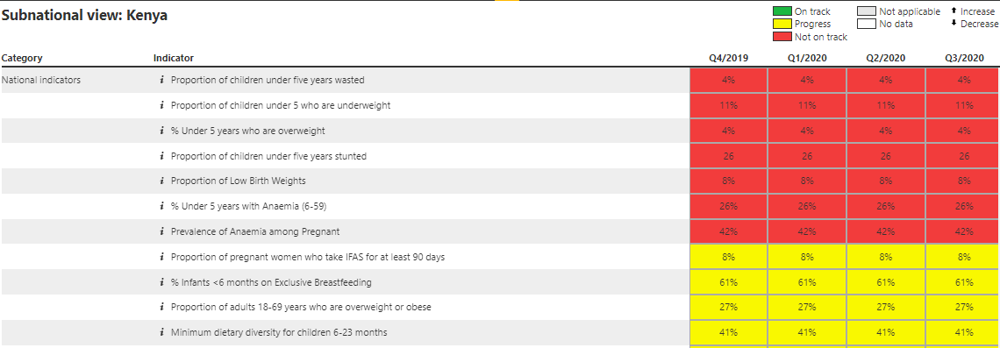 Subnational view: Kenya
On track Not applicable Increase
Progress No data Decrease
Not on track
Category Indicator Q4/2019 Q1/2020 Q2/2020 Q3/2020
National indicators i Proportion of children under five years wasted 4% 4% 4% 4%
i Proportion of children under 5 who are underweight 11% 11% 11% 11%
i % Under 5 years who are overweight 4% 4% 4% 4%
i Proportion of children under five years stunted 26 26 26 26
i Proportion of Low Birth Weights 8% 8% 8% 8%
i % Under 5 years with Anaemia (6-59) 26% 26% 26% 26%
i Prevalence of Anaemia among Pregnant 42% 42% 42% 42%
i Proportion of pregnant women who take IFAS for at least 90 days 8% 8% 8% 8%
i % Infants <6 months on Exclusive Breastfeeding 61% 61% 61% 61%
i Proportion of adults 18-69 years who are overweight or obese 27% 27% 27% 27%
i Minimum dietary diversity for children 6-23 months 41% 41% 41% 41%